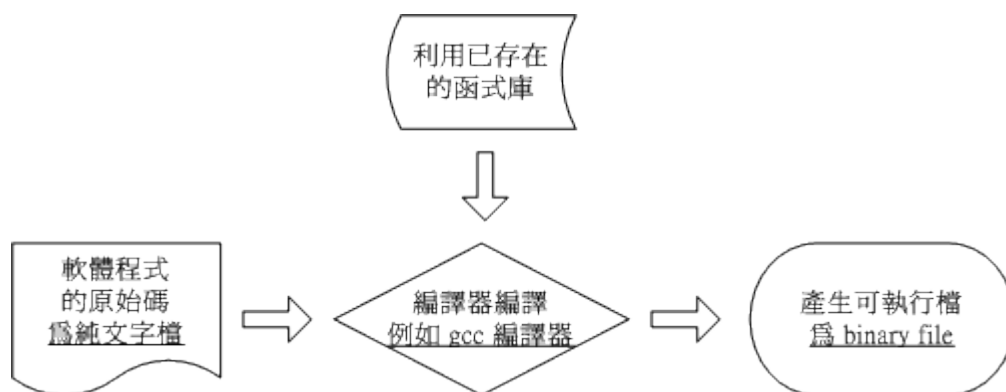 利用已存在
的函式庫
軟體程式
的原始碼
為純文字檔
編譯器編譯
例如 gcc 編譯器
產生可執行檔
為 binary file